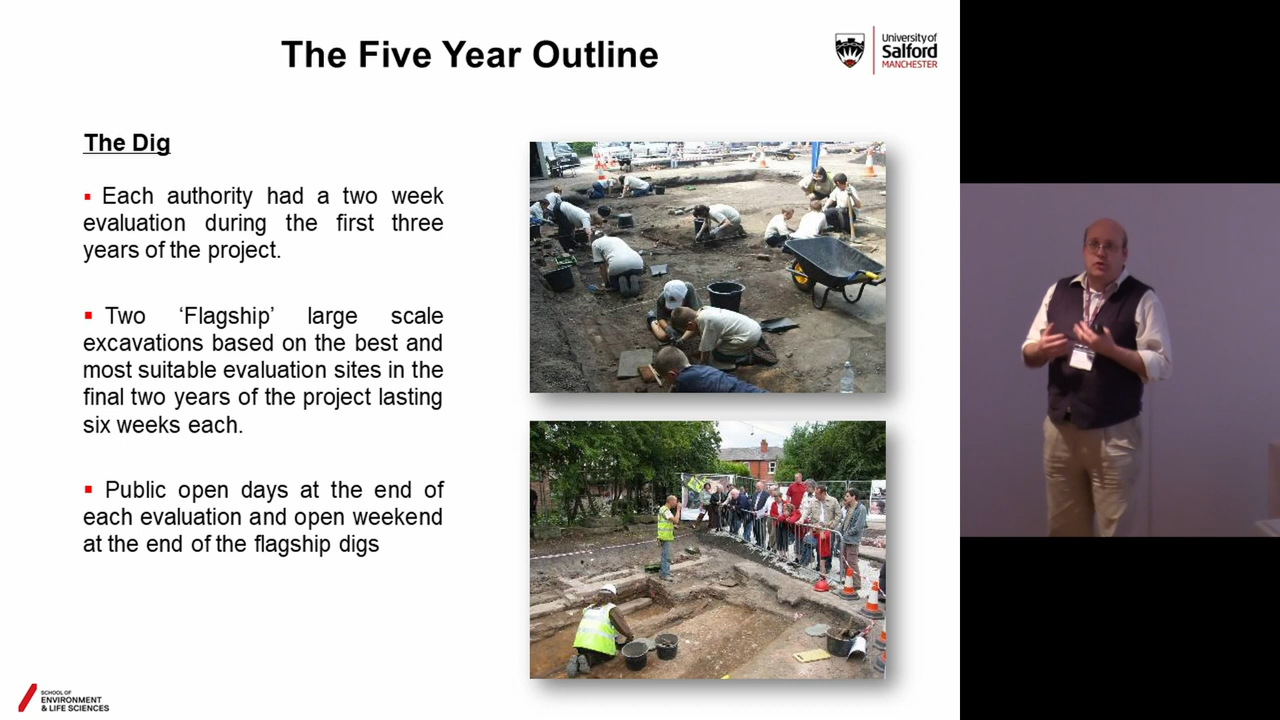 The Five Year Outline
University of
Salford
MANCHESTER
The Dig
▪ Each authority had a two week
evaluation during the first three
years of the project.
▪ Two ‘Flagship’ large scale
excavations based on the best and
most suitable evaluation sites in the
final two years of the project lasting
six weeks each.
▪ Public open days at the end of
each evaluation and open weekend
at the end of the flagship digs
SCHOOL OF
ENVIRONMENT
& LIFE SCIENCES